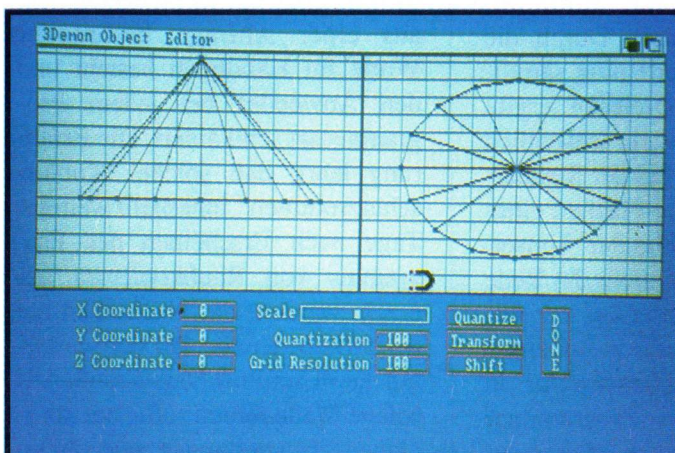 3Demon Object Editor
X Coordinate 0
Y Coordinate 0
Z Coordinate 0
Scale
Quantization 100
Grid Resolution 100
Quantize
Transform
Shift
DONE